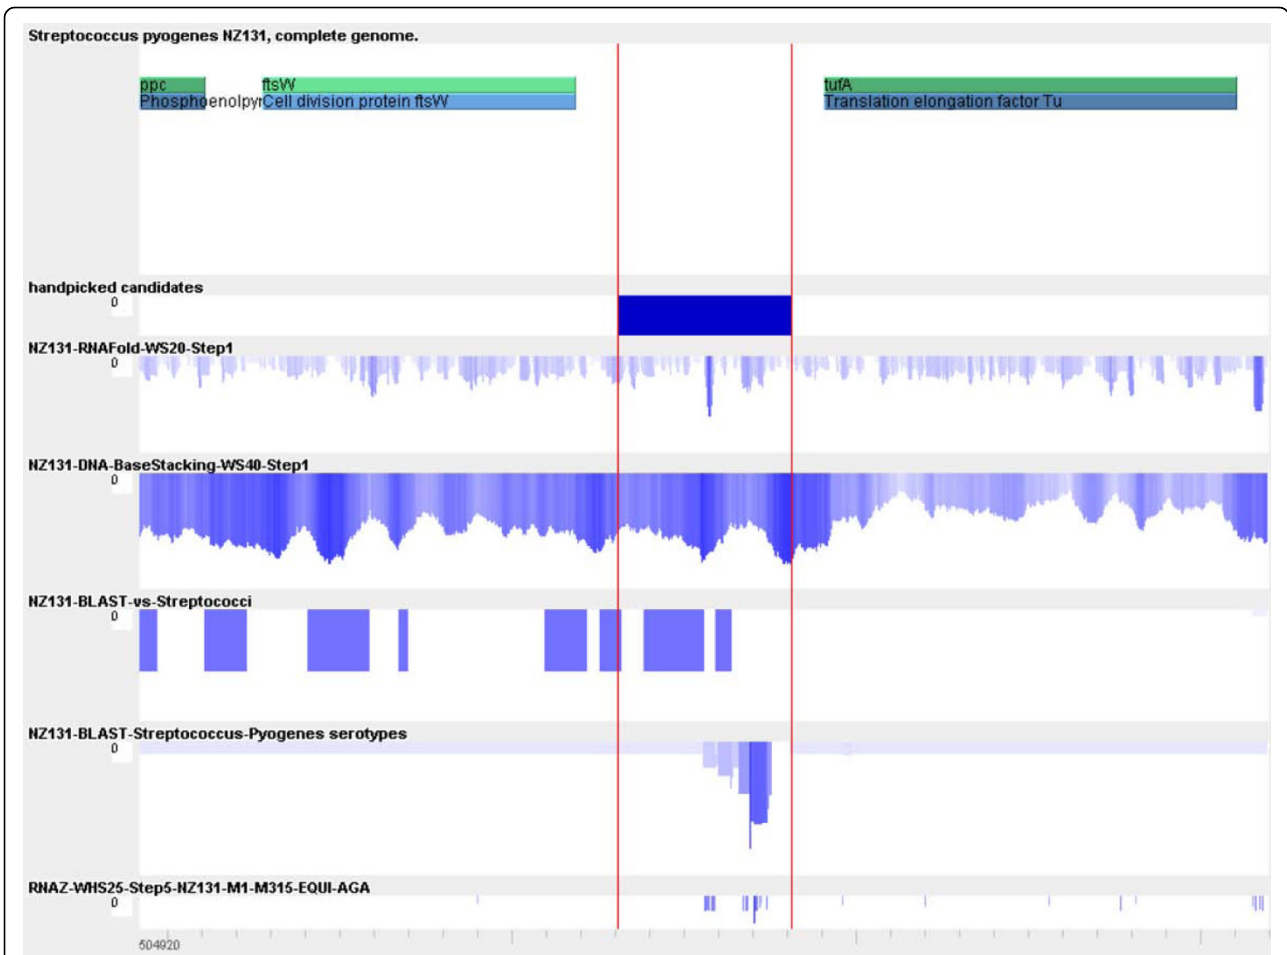 Streptococcus pyogenes NZ131, complete genome.
ppc
ftsW
tufA
PhosphoenolpyrCell division protein ftsW
Translation elongation factor Tu
handpicked candidates
0
NZ131-RNAFold-WS20-Step1
0
NZ131-DNA-BaseStacking-WS40-Step1
0
NZ131-BLAST-vs-Streptococci
0
NZ131-BLAST-Streptococcus-Pyogenes serotypes
0
RNAZ-WHS25-Step5-NZ131-M1-M315-EQUI-AGA
0
504920